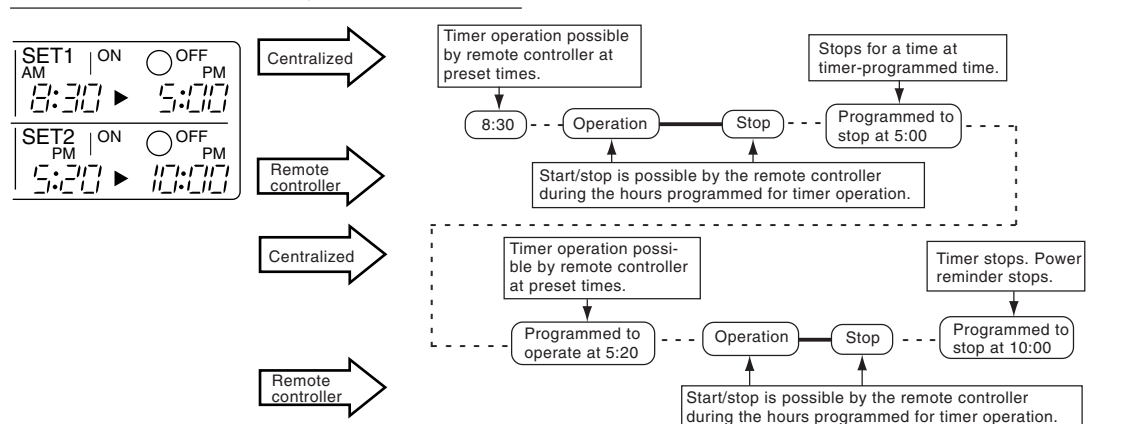 SET1 ON OFF
AM PM
8:30 ▶ 5:00
SET2 ON OFF
PM PM
5:20 ▶ 10:00
Centralized
Timer operation possible
by remote controller at
preset times.
Stops for a time at
timer-programmed time.
8:30
Operation
Stop
Programmed to
stop at 5:00
Remote
controller
Start/stop is possible by the remote controller
during the hours programmed for timer operation.
Centralized
Timer operation possi-
ble by remote controller
at preset times.
Timer stops. Power
reminder stops.
Programmed to
operate at 5:20
Operation
Stop
Programmed to
stop at 10:00
Remote
controller
Start/stop is possible by the remote controller
during the hours programmed for timer operation.